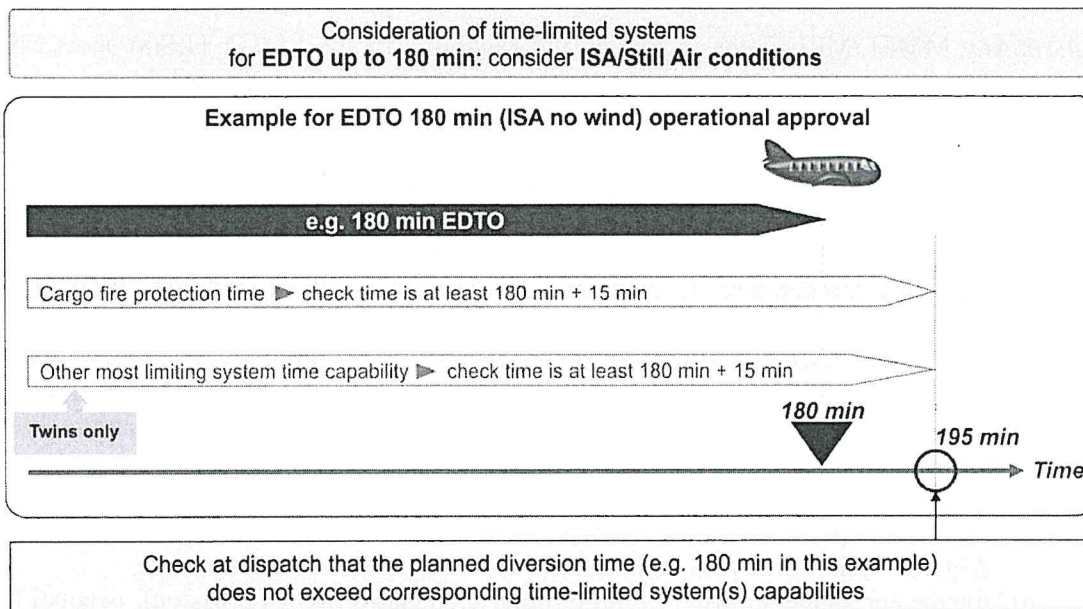 Consideration of time-limited systems
for EDTO up to 180 min: consider ISA/Still Air conditions
Example for EDTO 180 min (ISA no wind) operational approval
e.g. 180 min EDTO
Cargo fire protection time ▶ check time is at least 180 min + 15 min
Other most limiting system time capability ▶ check time is at least 180 min + 15 min
Twins only
180 min
195 min
Time
Check at dispatch that the planned diversion time (e.g. 180 min in this example)
does not exceed corresponding time-limited system(s) capabilities